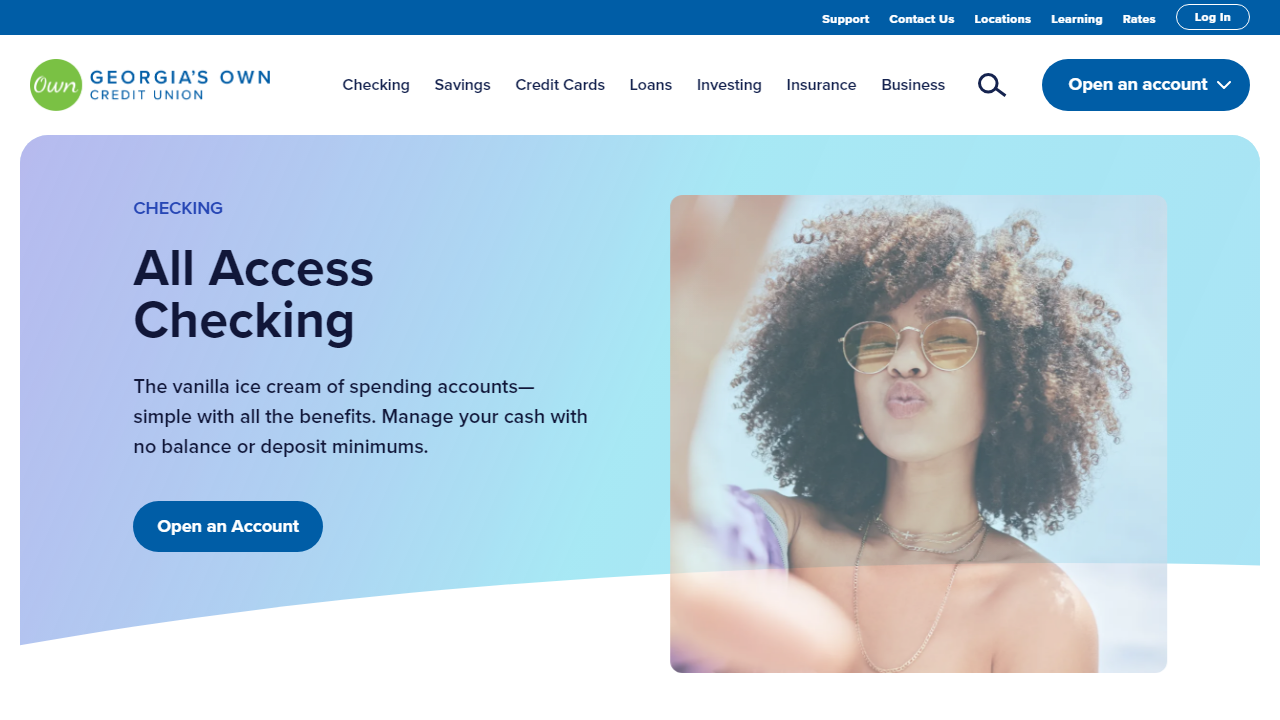 Support Contact Us Locations Learning Rates Log In
Own
GEORGIA'S OWN
CREDIT UNION
Checking Savings Credit Cards Loans Investing Insurance Business
Open an account
CHECKING
All Access
Checking
The vanilla ice cream of spending accounts—
simple with all the benefits. Manage your cash with
no balance or deposit minimums.
Open an Account